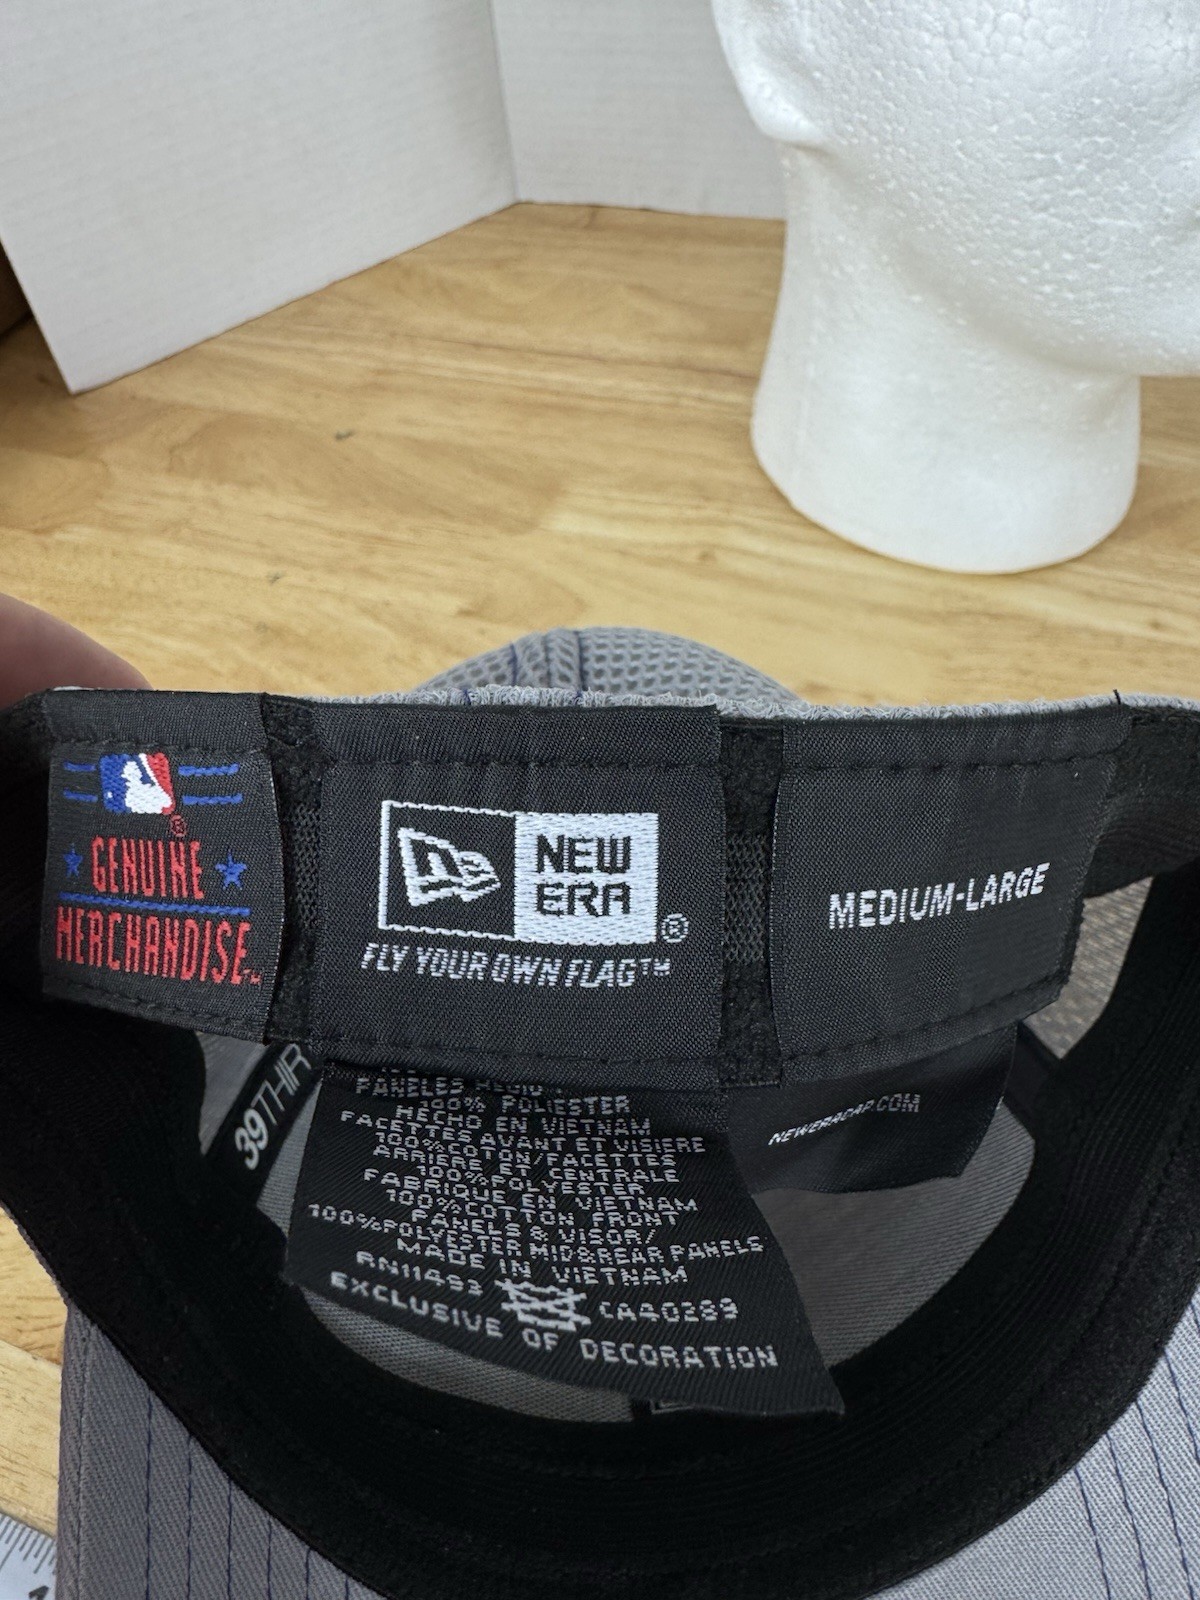 GENUINE
MERCHANDISE™
NEW
ERA
®
FLY YOUR OWN FLAG™
MEDIUM-LARGE
39THIR
100% POLIESTER
HECHO EN VIETNAM
FACETTES AVANT ET VISIERE
100%COTON/FACETTES
ARRIERE ET CENTRALE
100%POLYESTER
FABRIQUE EN VIETNAM
100%COTTON FRONT
PANELS & VISOR/
100%POLYESTER MID&REAR PANELS
MADE IN VIETNAM
RN11493 CA40289
EXCLUSIVE OF DECORATION
NEWERACAP.COM